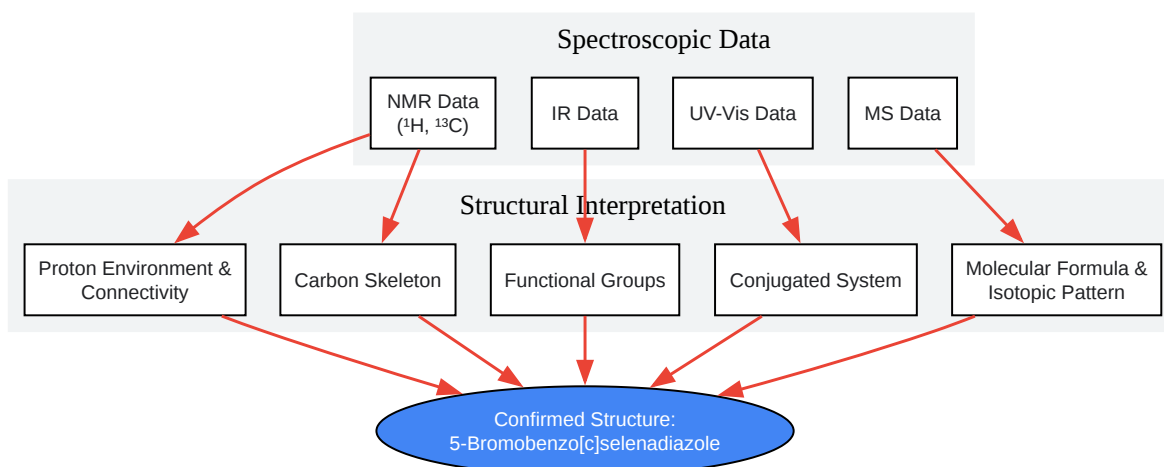 Spectroscopic Data
NMR Data
(¹H, ¹³C)
IR Data
UV-Vis Data
MS Data
Structural Interpretation
Proton Environment &
Connectivity
Carbon Skeleton
Functional Groups
Conjugated System
Molecular Formula &
Isotopic Pattern
Confirmed Structure:
5-Bromobenzo[c]selenadiazole